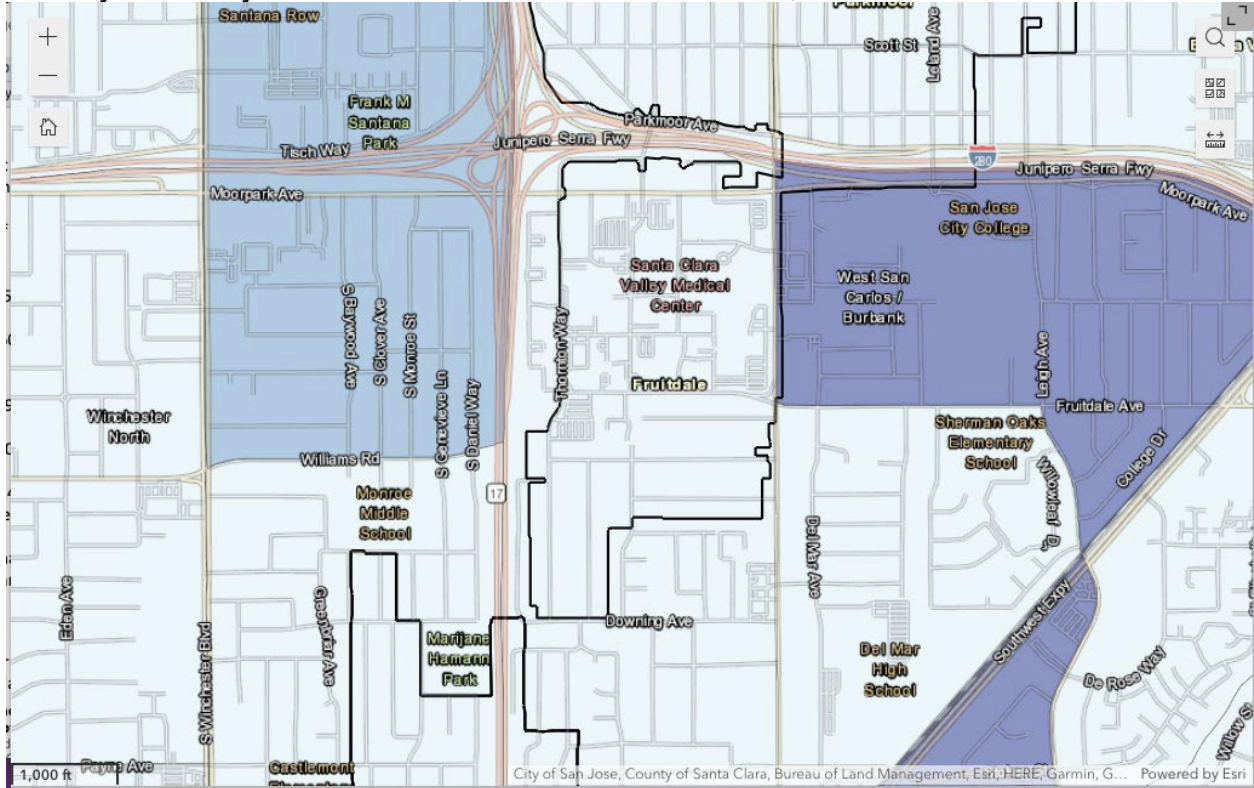 Santana Row
Parkmoor
Scott St
Leland Ave
Frank M
Santana
Park
Tisch Way
Junipero Serra Fwy
Parkmoor Ave
280
Junipero Serra Fwy
Moorpark Ave
Moorpark Ave
San Jose
City College
Santa Clara
Valley Medical
Center
West San
Carlos /
Burbank
S Baywood Ave
S Clover Ave
S Monroe St
S Genevieve Ln
S Daniel Way
Thornton Way
Leigh Ave
Fruitdale
Winchester
North
Fruitdale Ave
Sherman Oaks
Elementary
School
College Dr
Williams Rd
Willowleaf Dr
Monroe
Middle
School
17
Del Mar Ave
Eden Ave
S Winchester Blvd
Greenbriar Ave
Downing Ave
Southwest Expy
Marijane
Hamann
Park
Del Mar
High
School
De Rose Way
Willow S
Payne Ave
Castlemont
Elementary
1,000 ft
City of San Jose, County of Santa Clara, Bureau of Land Management, Esri, HERE, Garmin, G...
Powered by Esri